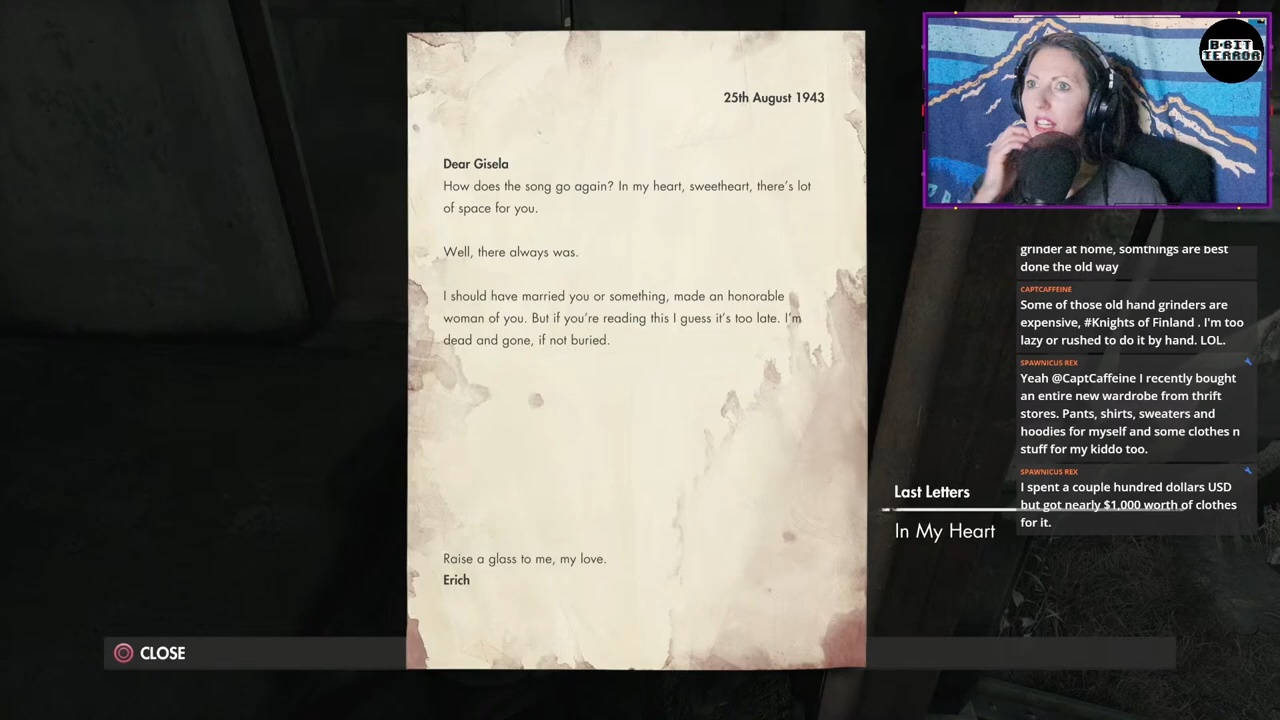 25th August 1943
Dear Gisela
How does the song go again? In my heart, sweetheart, there's lot
of space for you.
Well, there always was.
I should have married you or something, made an honorable
woman of you. But if you're reading this I guess it's too late. I'm
dead and gone, if not buried.
Raise a glass to me, my love.
Erich
CLOSE
Last Letters
In My Heart
8-BIT
TERROR
grinder at home, somthings are best
done the old way
CAPTCAFFEINE
Some of those old hand grinders are
expensive, #Knights of Finland . I'm too
lazy or rushed to do it by hand. LOL.
SPAWNICUS REX
Yeah @CaptCaffeine I recently bought
an entire new wardrobe from thrift
stores. Pants, shirts, sweaters and
hoodies for myself and some clothes n
stuff for my kiddo too.
SPAWNICUS REX
I spent a couple hundred dollars USD
but got nearly $1,000 worth of clothes
for it.